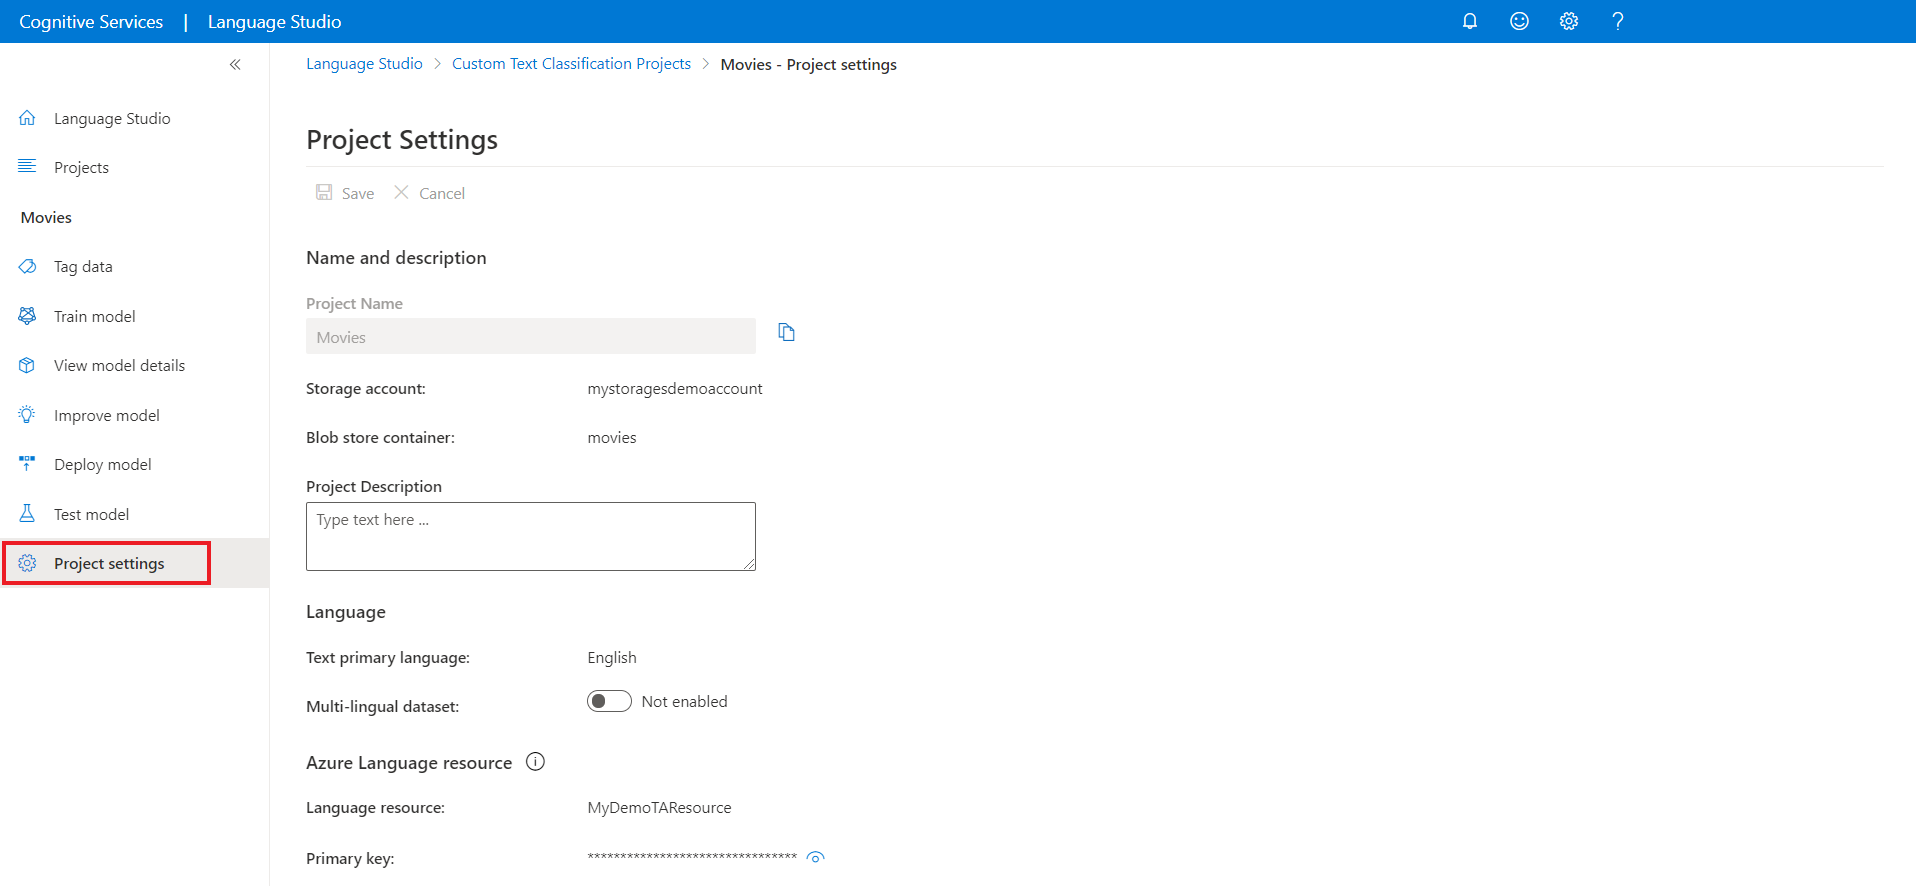 Cognitive Services | Language Studio
Language Studio > Custom Text Classification Projects > Movies - Project settings
Language Studio
Projects
Movies
Tag data
Train model
View model details
Improve model
Deploy model
Test model
Project settings
Project Settings
Save Cancel
Name and description
Project Name
Movies
Storage account: mystoragesdemoaccount
Blob store container: movies
Project Description
Type text here ...
Language
Text primary language: English
Multi-lingual dataset: Not enabled
Azure Language resource
Language resource: MyDemoTAResource
Primary key: ********************************